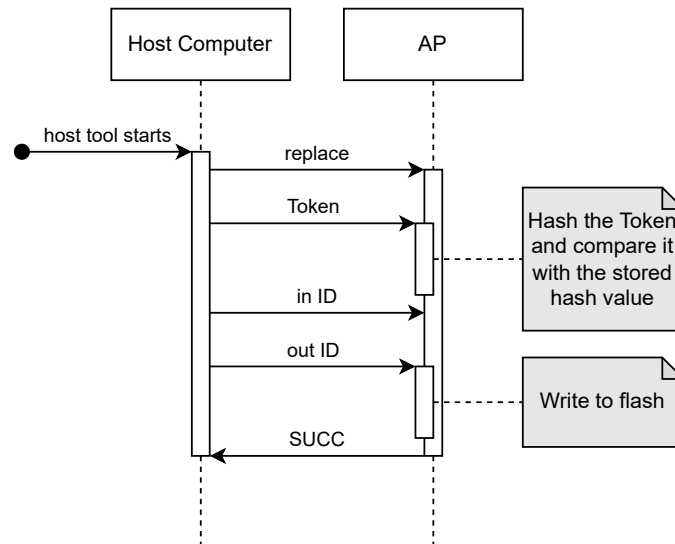 Host Computer
AP
host tool starts
replace
Token
Hash the Token
and compare it
with the stored
hash value
in ID
out ID
Write to flash
SUCC